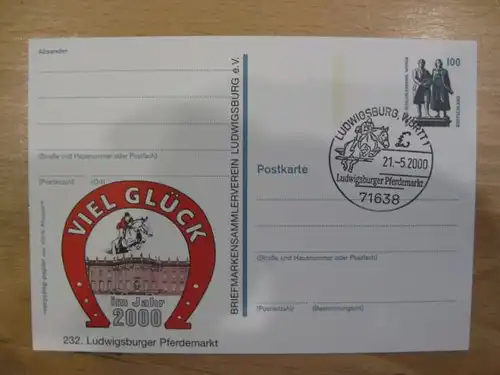 Absender
(Straße und Hausnummer oder Postfach)
(Postleitzahl) (Ort)
VIEL GLÜCK
im Jahr
2000
232. Ludwigsburger Pferdemarkt
BRIEFMARKENSAMMLERVEREIN LUDWIGSBURG e.V.
100
DEUTSCHLAND
LUDWIGSBURG, WÜRTT 1
21.-5.2000
Ludwigsburger Pferdemarkt
71638
Postkarte
(Straße und Hausnummer oder Postfach)
(Postleitzahl) (Bestimmungsort)